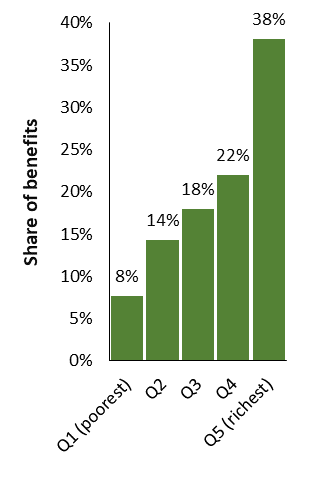 Share of benefits
40%
35%
30%
25%
20%
15%
10%
5%
0%
8%
14%
18%
22%
38%
Q1 (poorest)
Q2
Q3
Q4
Q5 (richest)